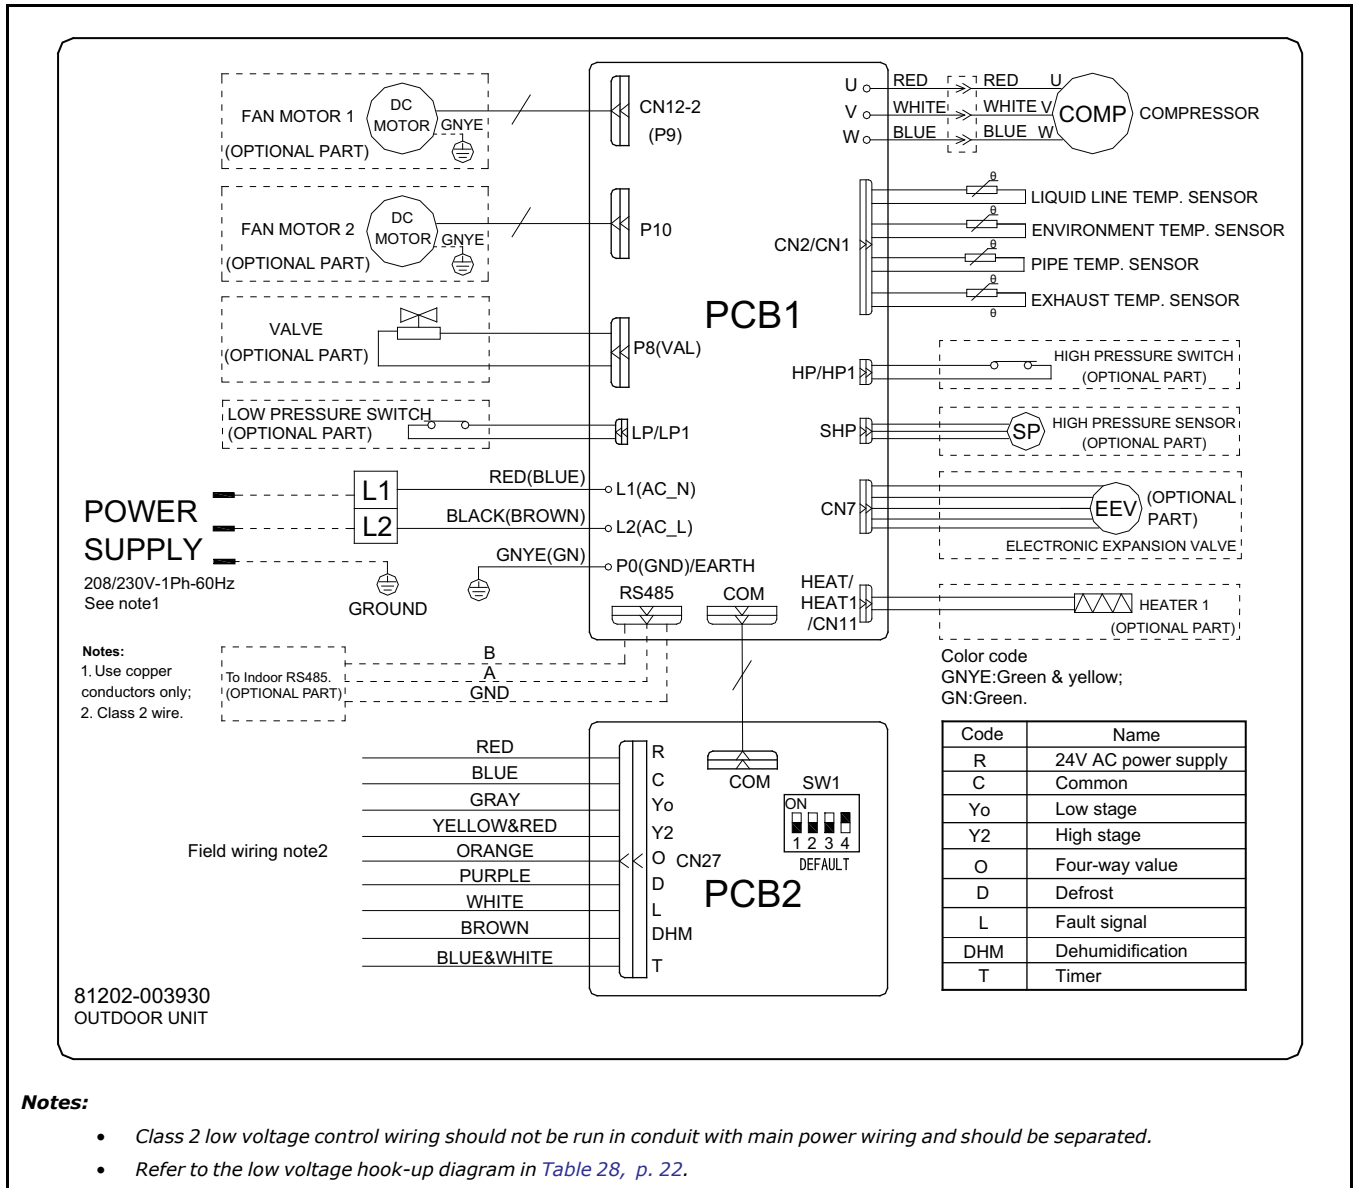 FAN MOTOR 1
(OPTIONAL PART)
DC
MOTOR
GNYE
CN12-2
(P9)
FAN MOTOR 2
(OPTIONAL PART)
DC
MOTOR
GNYE
P10
VALVE
(OPTIONAL PART)
P8(VAL)
LOW PRESSURE SWITCH
(OPTIONAL PART)
LP/LP1
POWER
SUPPLY
208/230V-1Ph-60Hz
See note1
L1
L2
GROUND
RED(BLUE)
L1(AC_N)
BLACK(BROWN)
L2(AC_L)
GNYE(GN)
P0(GND)/EARTH
RS485
COM
PCB1
U
RED
RED
U
V
WHITE
WHITE
V
W
BLUE
BLUE
W
COMP
COMPRESSOR
CN2/CN1
θ
LIQUID LINE TEMP. SENSOR
θ
ENVIRONMENT TEMP. SENSOR
θ
PIPE TEMP. SENSOR
θ
EXHAUST TEMP. SENSOR
θ
HP/HP1
HIGH PRESSURE SWITCH
(OPTIONAL PART)
SHP
SP
HIGH PRESSURE SENSOR
(OPTIONAL PART)
CN7
EEV
(OPTIONAL
PART)
ELECTRONIC EXPANSION VALVE
HEAT/
HEAT1
/CN11
HEATER 1
(OPTIONAL PART)
Notes:
1. Use copper
conductors only;
2. Class 2 wire.
To Indoor RS485.
(OPTIONAL PART)
B
A
GND
Color code
GNYE:Green & yellow;
GN:Green.
Field wiring note2
RED
R
BLUE
C
GRAY
Yo
YELLOW&RED
Y2
ORANGE
O
CN27
PURPLE
D
WHITE
L
BROWN
DHM
BLUE&WHITE
T
COM
SW1
ON
1 2 3 4
DEFAULT
PCB2
Code Name
R 24V AC power supply
C Common
Yo Low stage
Y2 High stage
O Four-way value
D Defrost
L Fault signal
DHM Dehumidification
T Timer
81202-003930
OUTDOOR UNIT
Notes:
• Class 2 low voltage control wiring should not be run in conduit with main power wiring and should be separated.
• Refer to the low voltage hook-up diagram in Table 28, p. 22.